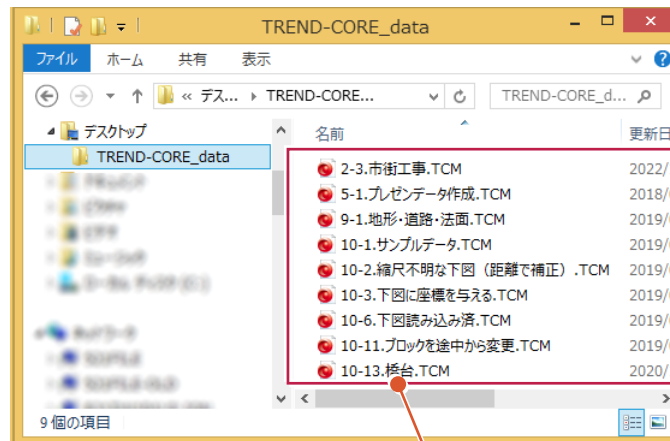 TREND-CORE_data
ファイル ホーム 共有 表示
« デス... TREND-CORE... TREND-CORE_d...
デスクトップ
TREND-CORE_data
名前 更新日
2-3.市街工事.TCM 2022/
5-1.プレゼンデータ作成.TCM 2018/
9-1.地形・道路・法面.TCM 2019/
10-1.サンプルデータ.TCM 2019/
10-2.縮尺不明な下図（距離で補正）.TCM 2019/
10-3.下図に座標を与える.TCM 2019/
10-6.下図読み込み済.TCM 2019/
10-11.ブロックを途中から変更.TCM 2019/
10-13.橋台.TCM 2020/
9 個の項目